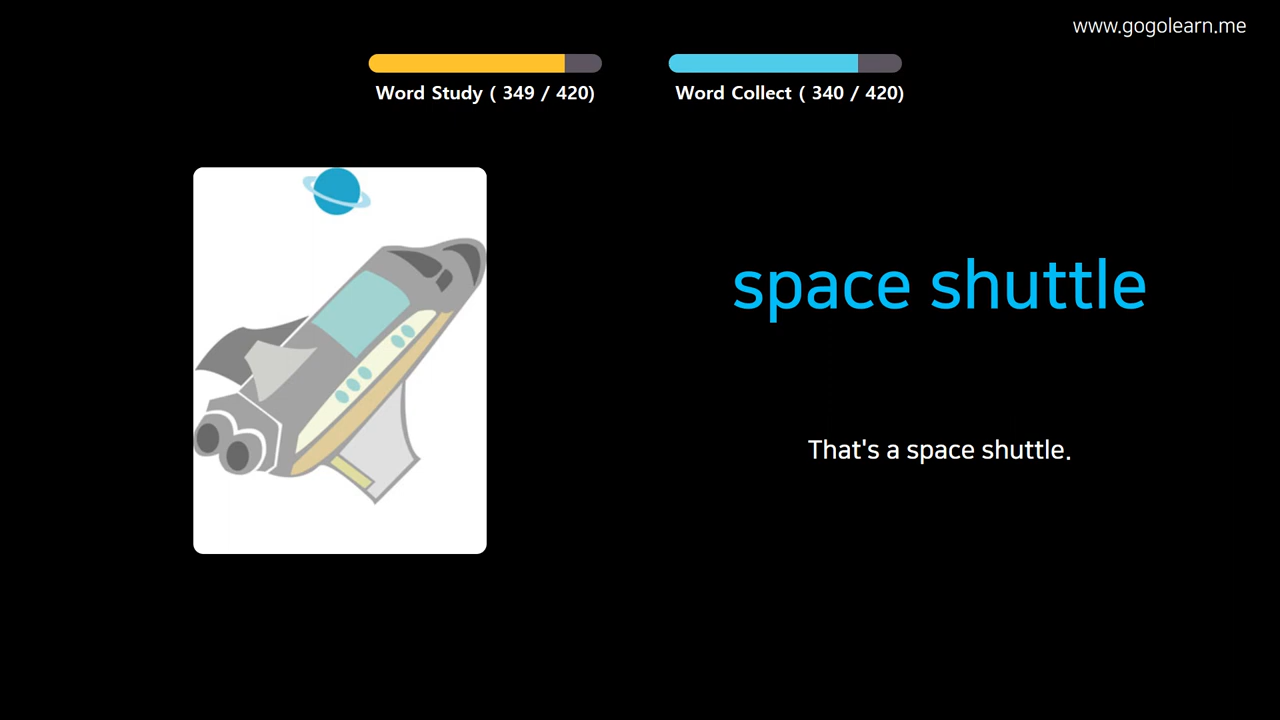 www.gogolearn.me
Word Study ( 349 / 420)
Word Collect ( 340 / 420)
space shuttle
That's a space shuttle.